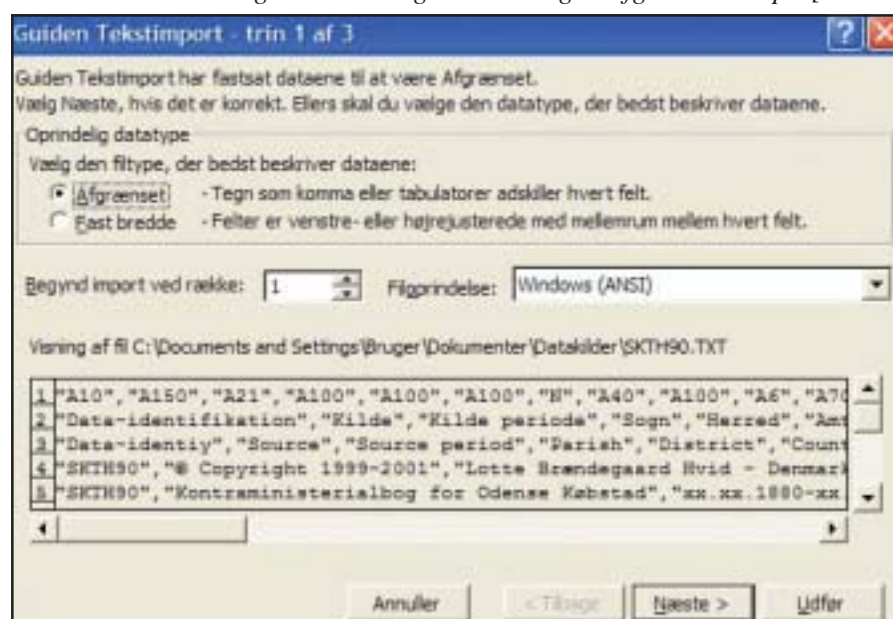 Guiden Tekstimport - trin 1 af 3
Guiden Tekstimport har fastsat dataene til at være Afgrænset.
Vælg Næste, hvis det er korrekt. Ellers skal du vælge den datatype, der bedst beskriver dataene.
Oprindelig datatype
Vælg den filtype, der bedst beskriver dataene:
Afgrænset - Tegn som komma eller tabulatorer adskiller hvert felt.
Fast bredde - Felter er venstre- eller højrejusterede med mellemrum mellem hvert felt.
Begynd import ved række: 1 Filoprindelse: Windows (ANSI)
Visning af fil C:\Documents and Settings\Bruger\Dokumenter\Datakilder\SKTH90.TXT
1 "A10","A150","A21","A100","A100","A100","N","A40","A100","A6","A70
2 "Data-identifikation","Kilde","Kilde periode","Sogn","Herred","Amt
3 "Data-identiy","Source","Source period","Parish","District","Count
4 "SKTH90","® Copyright 1999-2001","Lotte Brændegaard Hvid - Denmark
5 "SKTH90","Kontraministerialbog for Odense Købstad","xx.xx.1880-xx
Annuller < Tilbage Næste > Udfør